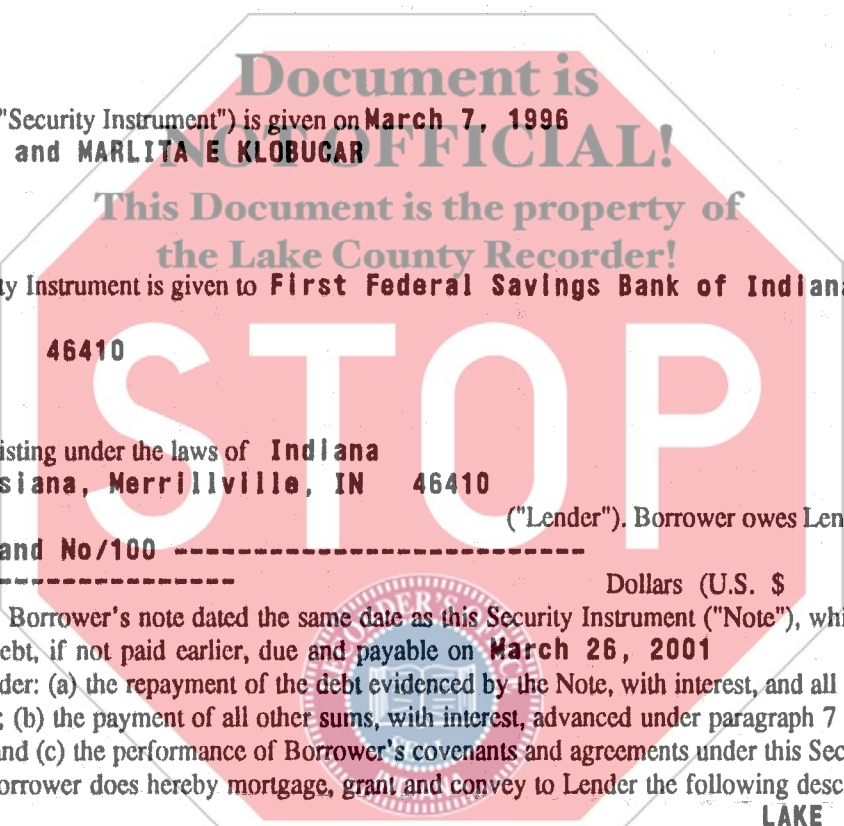 Document is
"Security Instrument") is given on March 7, 1996
NOT OFFICIAL!
and MARLITA E KLOBUCAR
This Document is the property of
the Lake County Recorder!
ty Instrument is given to First Federal Savings Bank of Indiana
46410
STOP
isting under the laws of Indiana
siana, Merrillville, IN 46410
("Lender"). Borrower owes Len
and No/100 ----------------------------
----------------
Dollars (U.S. $
Borrower's note dated the same date as this Security Instrument ("Note"), whi
ebt, if not paid earlier, due and payable on March 26, 2001
der: (a) the repayment of the debt evidenced by the Note, with interest, and all
; (b) the payment of all other sums, with interest, advanced under paragraph 7
and (c) the performance of Borrower's covenants and agreements under this Sec
orrower does hereby mortgage, grant and convey to Lender the following desc
LAKE